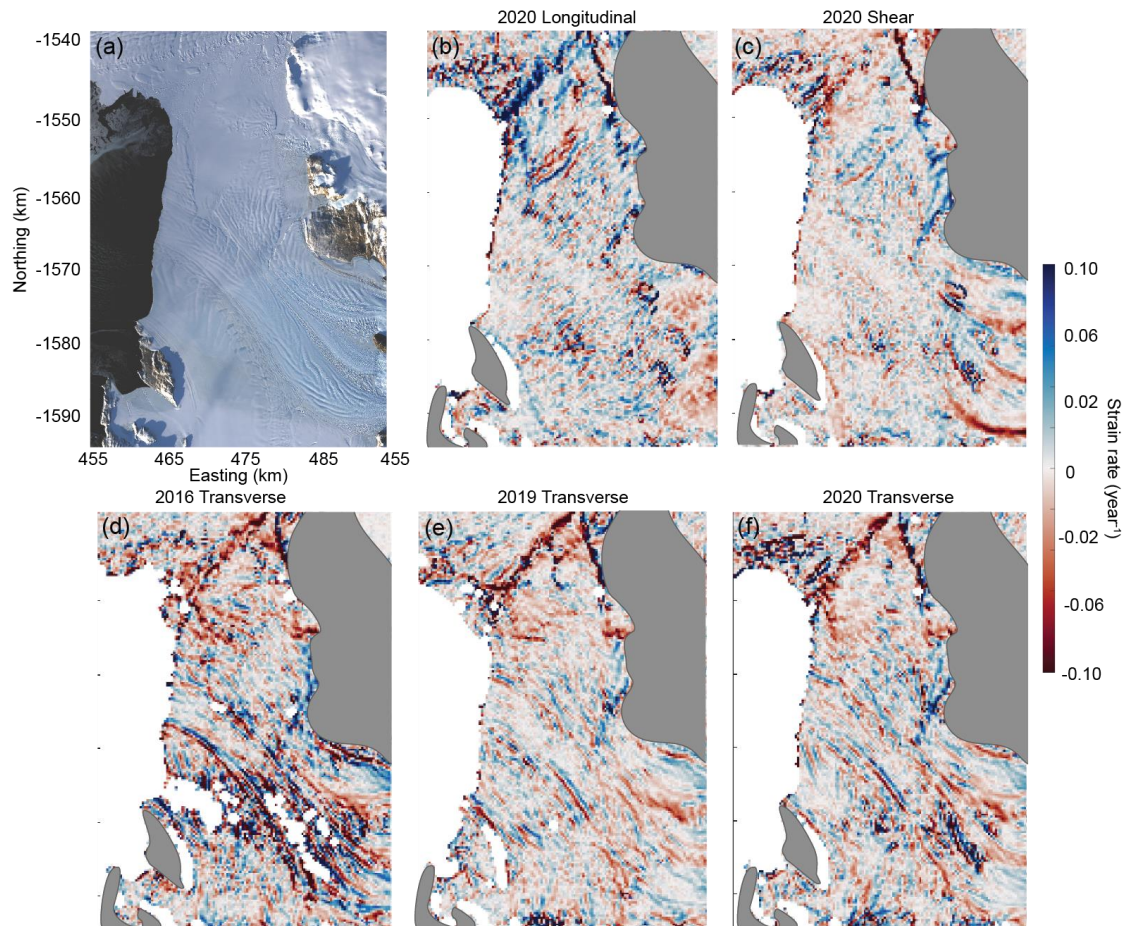 2020 Longitudinal
2020 Shear
(a)
(b)
(c)
-1540
-1550
-1560
-1570
-1580
-1590
Northing (km)
455 465 475 485 455
Easting (km)
0.10
0.06
0.02
0
-0.02
-0.06
-0.10
Strain rate (year⁻¹)
2016 Transverse
2019 Transverse
2020 Transverse
(d)
(e)
(f)